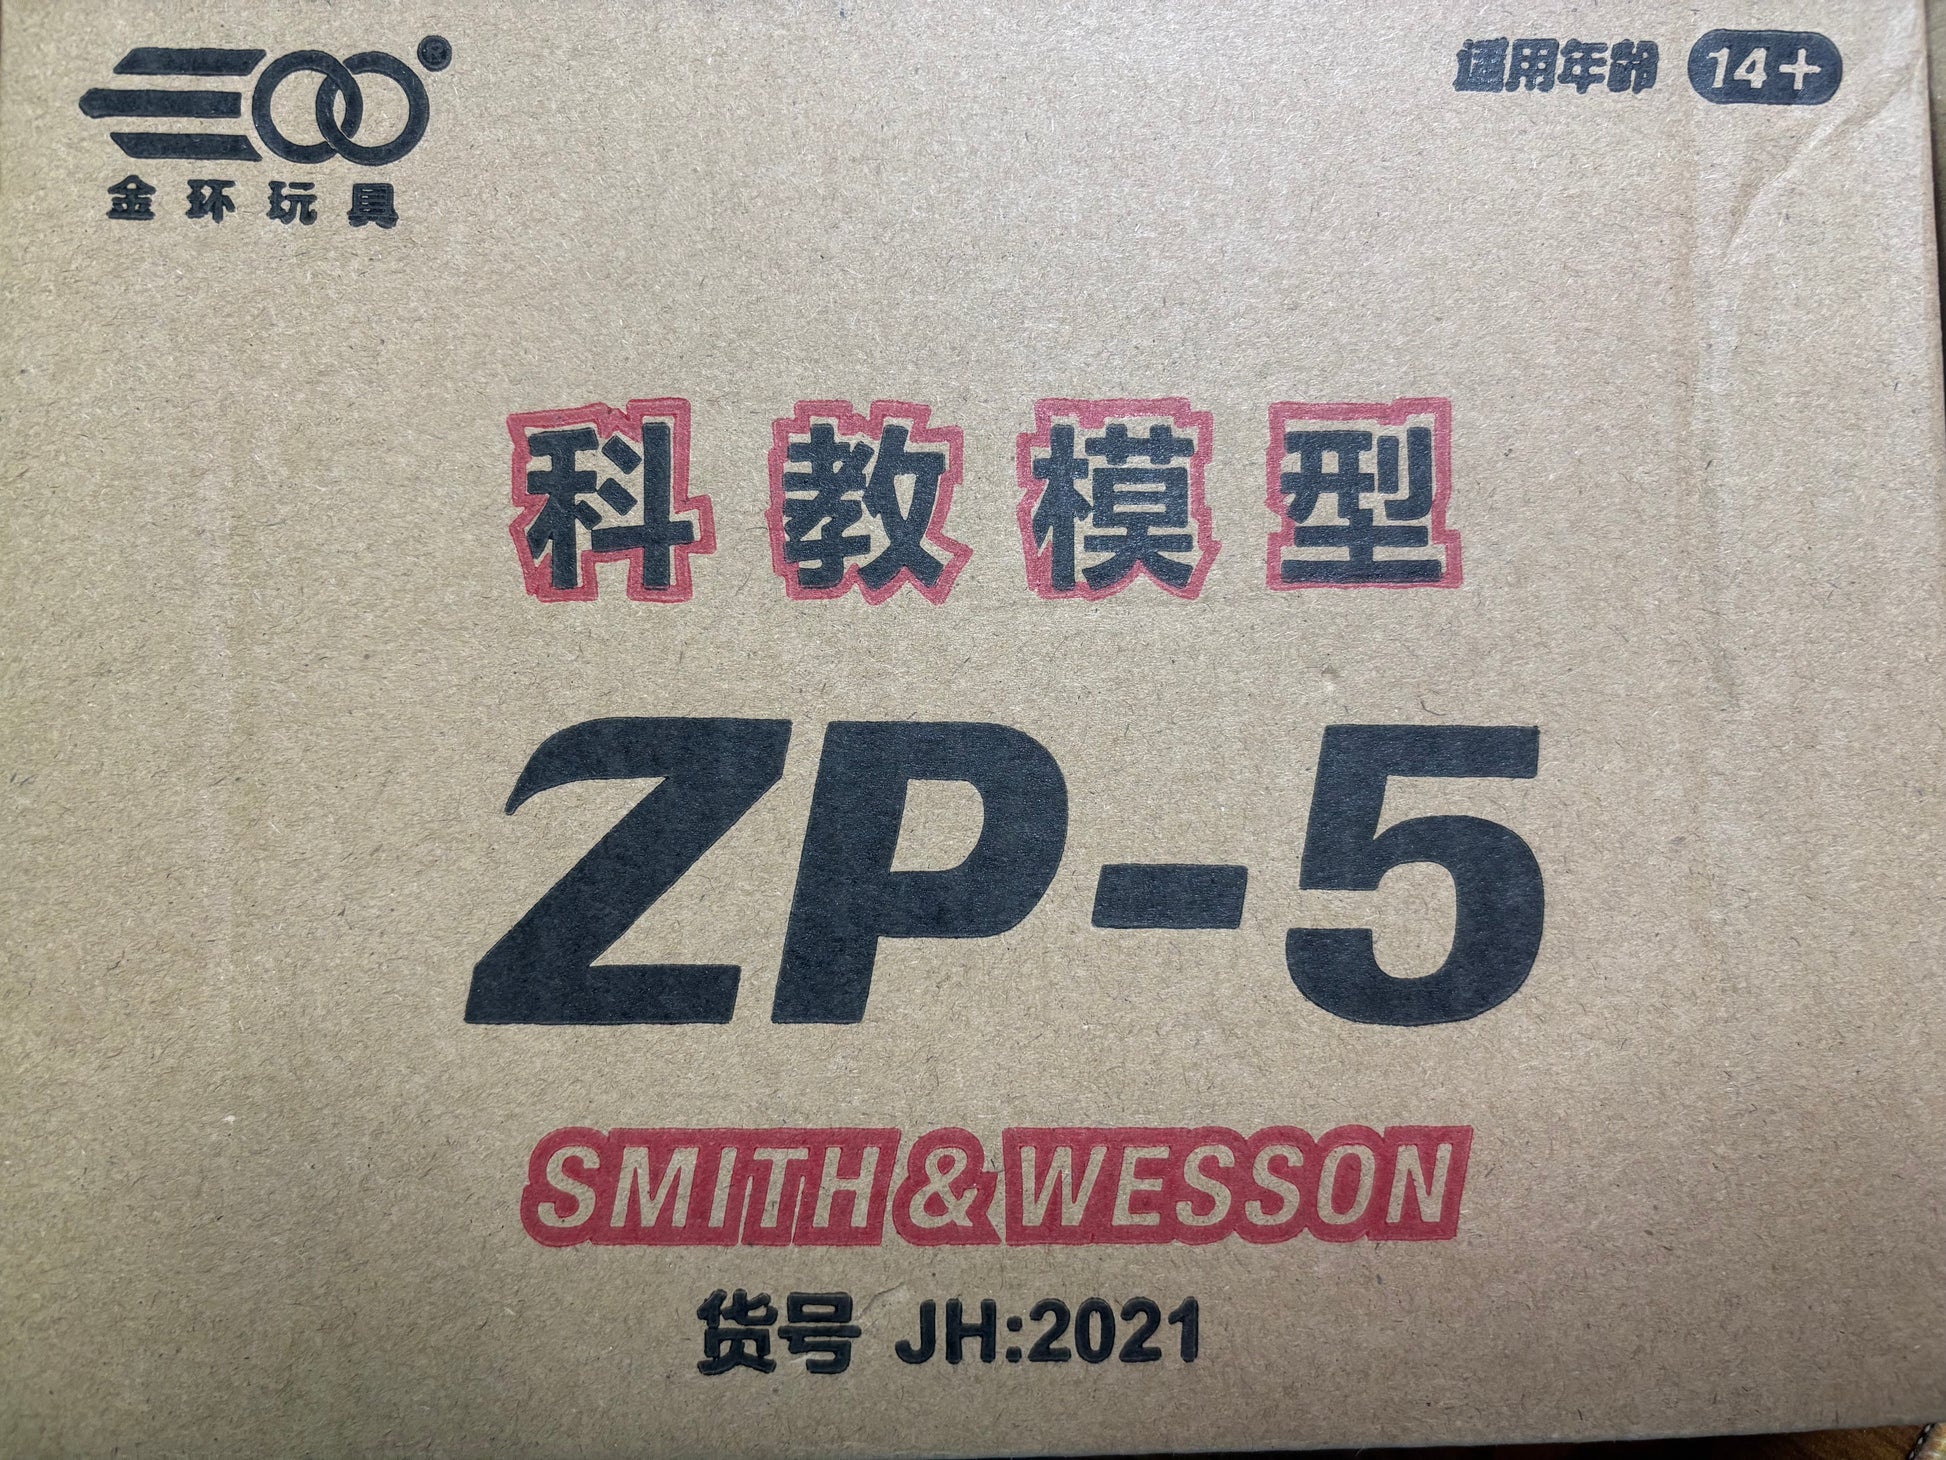 金环玩具
通用年龄 14+
科教模型
ZP-5
SMITH & WESSON
货号 JH:2021